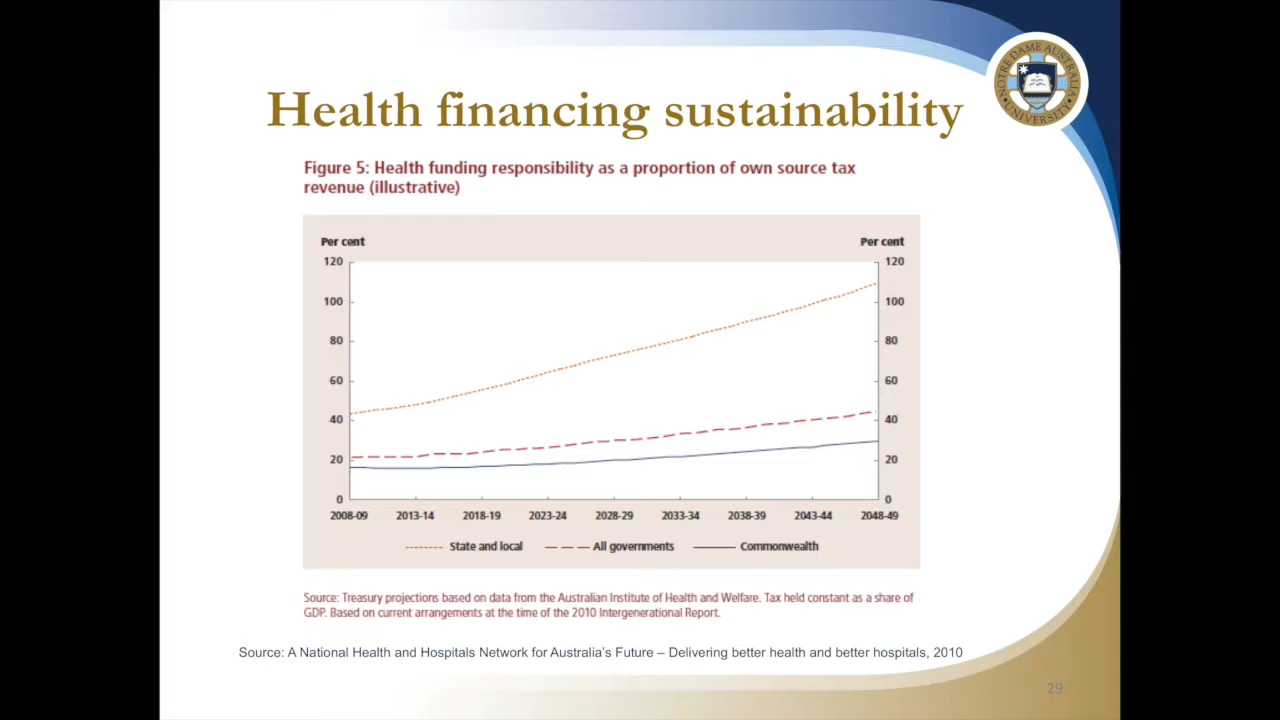 Health financing sustainability
NOTRE DAME AUSTRALIA
UNIVERSITY
Figure 5: Health funding responsibility as a proportion of own source tax
revenue (illustrative)
Per cent Per cent
120 120
100 100
80 80
60 60
40 40
20 20
0 0
2008-09 2013-14 2018-19 2023-24 2028-29 2033-34 2038-39 2043-44 2048-49
State and local All governments Commonwealth
Source: Treasury projections based on data from the Australian Institute of Health and Welfare. Tax held constant as a share of
GDP. Based on current arrangements at the time of the 2010 Intergenerational Report.
Source: A National Health and Hospitals Network for Australia’s Future – Delivering better health and better hospitals, 2010
29